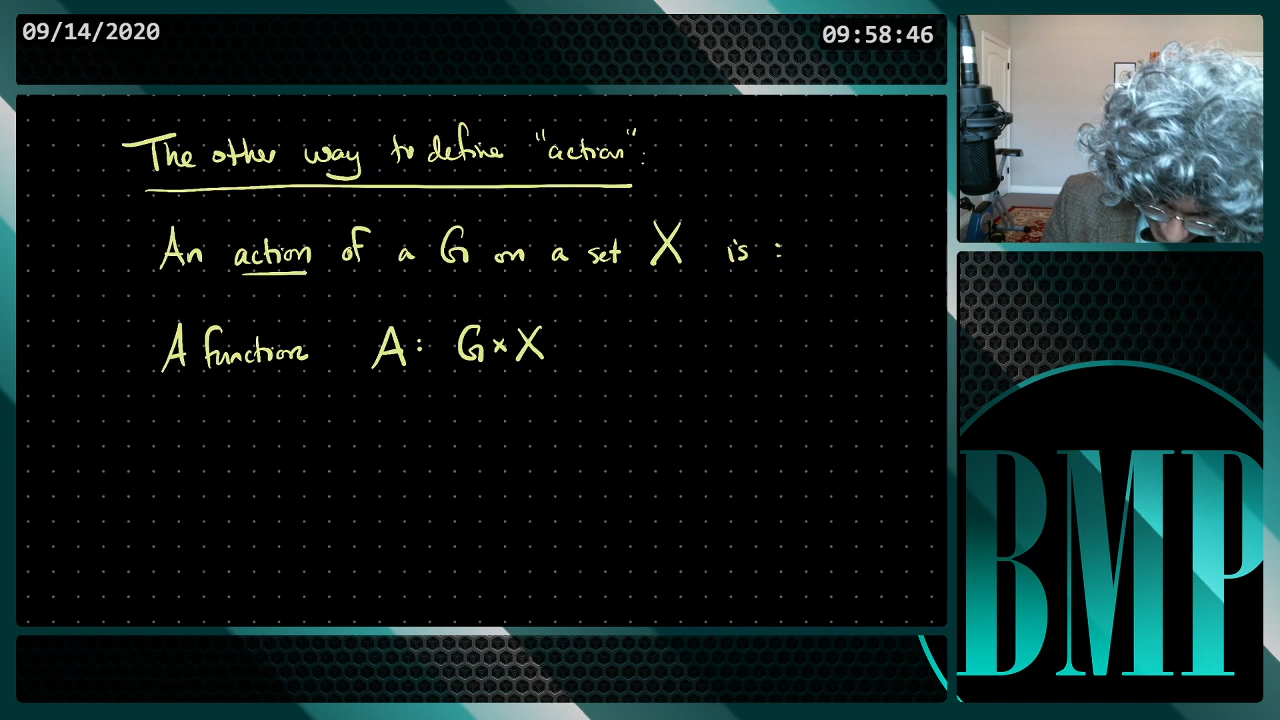 09/14/2020
09:58:46
The other way to define "action":
An action of a G on a set X is:
A function A: G×X
BMP